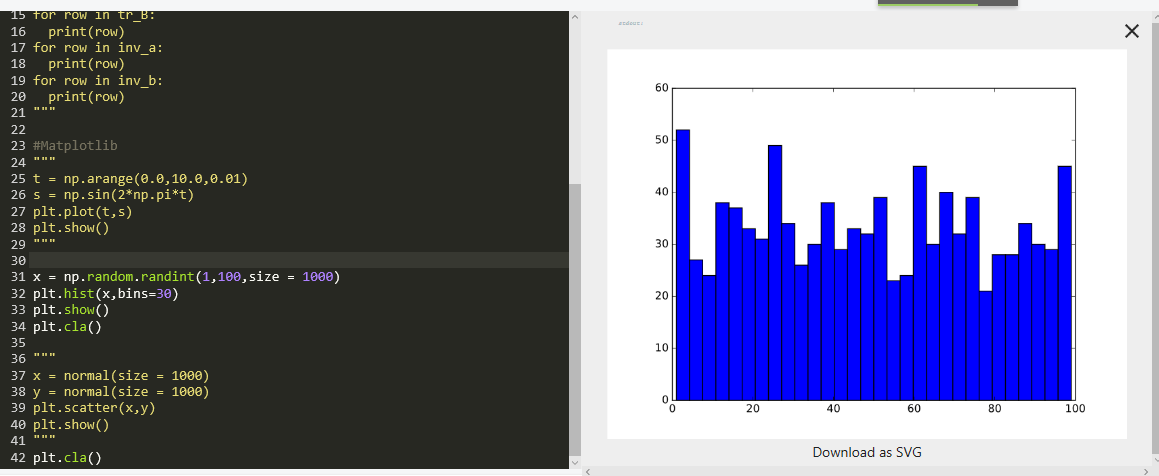 15 for row in tr_B:
16   print(row)
17 for row in inv_a:
18   print(row)
19 for row in inv_b:
20   print(row)
21 """
22
23 #Matplotlib
24 """
25 t = np.arange(0.0,10.0,0.01)
26 s = np.sin(2*np.pi*t)
27 plt.plot(t,s)
28 plt.show()
29 """
30
31 x = np.random.randint(1,100,size = 1000)
32 plt.hist(x,bins=30)
33 plt.show()
34 plt.cla()
35
36 """
37 x = normal(size = 1000)
38 y = normal(size = 1000)
39 plt.scatter(x,y)
40 plt.show()
41 """
42 plt.cla()
60
50
40
30
20
10
0
0 20 40 60 80 100
Download as SVG